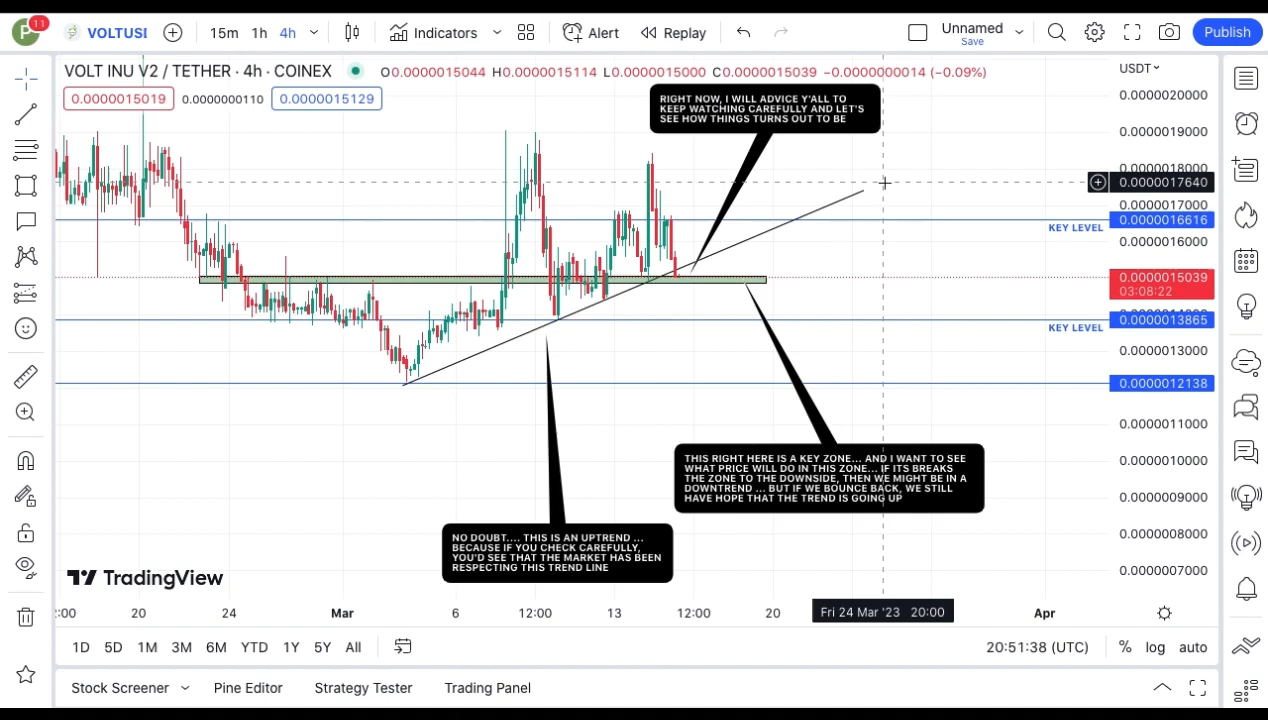 P 11
VOLTUSI
15m 1h 4h
Indicators
Alert
Replay
Unnamed
Save
Publish
VOLT INU V2 / TETHER · 4h · COINEX
O0.0000015044 H0.0000015114 L0.0000015000 C0.0000015039 −0.0000000014 (−0.09%)
USDT
0.0000015019
0.0000000110
0.0000015129
RIGHT NOW, I WILL ADVICE Y'ALL TO
KEEP WATCHING CAREFULLY AND LET'S
SEE HOW THINGS TURNS OUT TO BE
0.0000020000
0.0000019000
0.0000018000
0.0000017640
0.0000017000
0.0000016616
KEY LEVEL
0.0000016000
0.0000015039
03:08:22
0.0000013865
KEY LEVEL
0.0000013000
0.0000012138
0.0000011000
0.0000010000
0.0000009000
0.0000008000
0.0000007000
THIS RIGHT HERE IS A KEY ZONE... AND I WANT TO SEE
WHAT PRICE WILL DO IN THIS ZONE... IF ITS BREAKS
THE ZONE TO THE DOWNSIDE, THEN WE MIGHT BE IN A
DOWNTREND ... BUT IF WE BOUNCE BACK, WE STILL
HAVE HOPE THAT THE TREND IS GOING UP
NO DOUBT.... THIS IS AN UPTREND ...
BECAUSE IF YOU CHECK CAREFULLY,
YOU'D SEE THAT THE MARKET HAS BEEN
RESPECTING THIS TREND LINE
TradingView
:00 20 24 Mar 6 12:00 13 12:00 20 Fri 24 Mar '23 20:00 Apr
1D 5D 1M 3M 6M YTD 1Y 5Y All
20:51:38 (UTC) % log auto
Stock Screener Pine Editor Strategy Tester Trading Panel